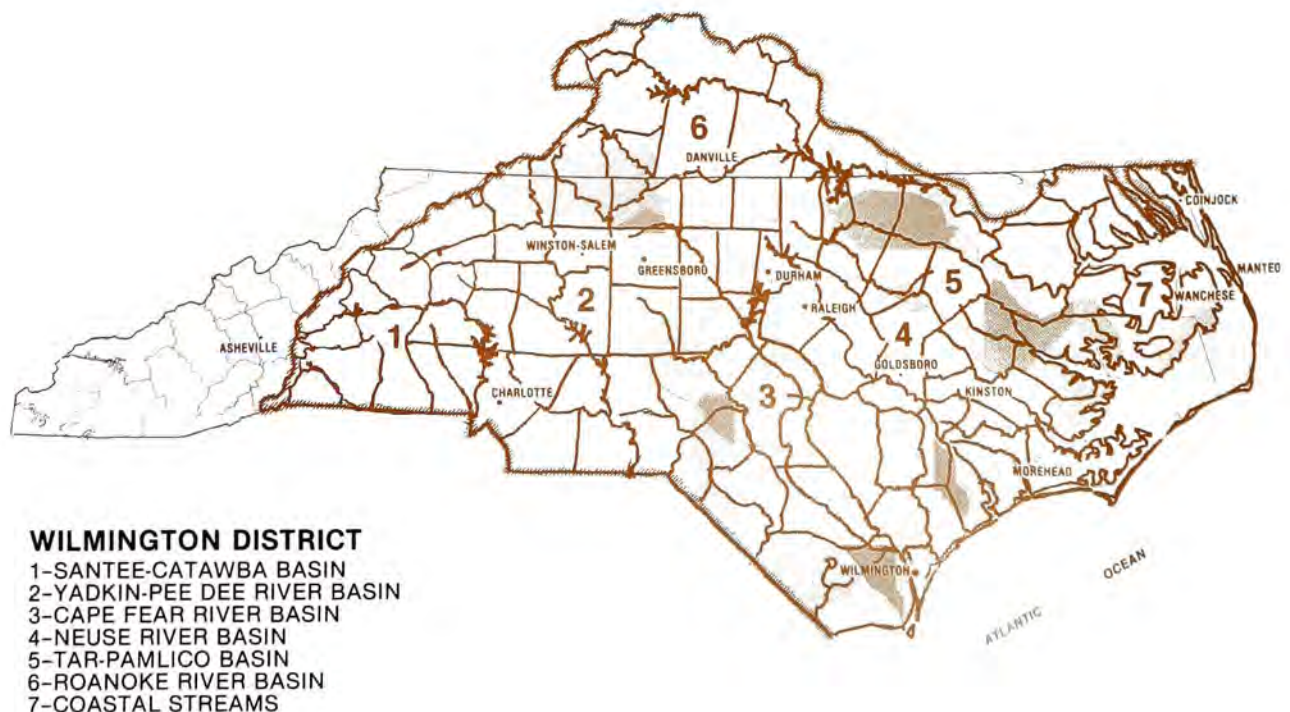 6
DANVILLE
COINJOCK
WINSTON-SALEM
GREENSBORO
DURHAM
5
MANTEO
7
WANCHESE
2
RALEIGH
ASHEVILLE
1
4
GOLDSBORO
CHARLOTTE
3
KINSTON
MOREHEAD
WILMINGTON
OCEAN
ATLANTIC
WILMINGTON DISTRICT
1-SANTEE-CATAWBA BASIN
2-YADKIN-PEE DEE RIVER BASIN
3-CAPE FEAR RIVER BASIN
4-NEUSE RIVER BASIN
5-TAR-PAMLICO BASIN
6-ROANOKE RIVER BASIN
7-COASTAL STREAMS